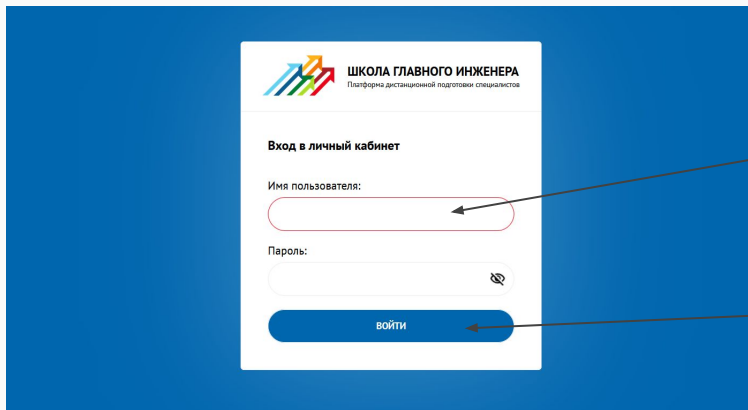 ШКОЛА ГЛАВНОГО ИНЖЕНЕРА
Платформа дистанционной подготовки специалистов
Вход в личный кабинет
Имя пользователя:
Пароль:
ВОЙТИ